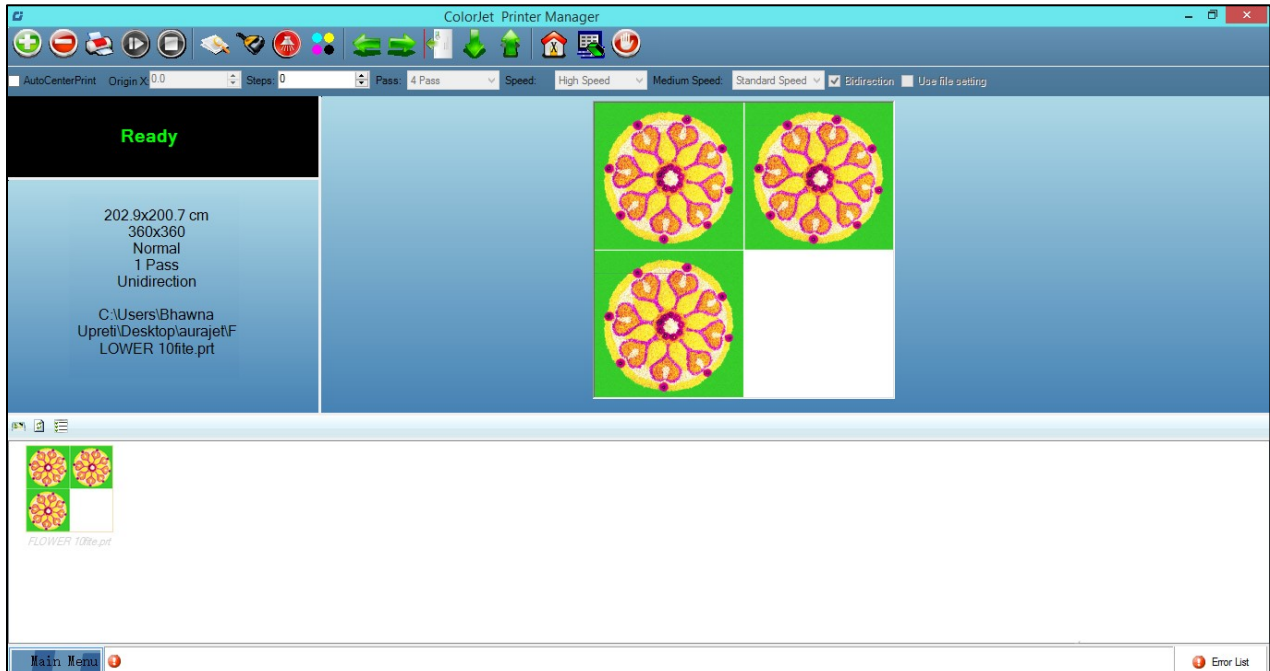 ColorJet Printer Manager
AutoCenterPrint Origin X: 0.0 Steps: 0 Pass: 4 Pass Speed: High Speed Medium Speed: Standard Speed Bidirection Use file setting
Ready
202.9x200.7 cm
360x360
Normal
1 Pass
Unidirection
C:\Users\Bhawna
Upreti\Desktop\aurajet\F
LOWER 10fite.prt
FLOWER 10fite.prt
Main Menu
Error List